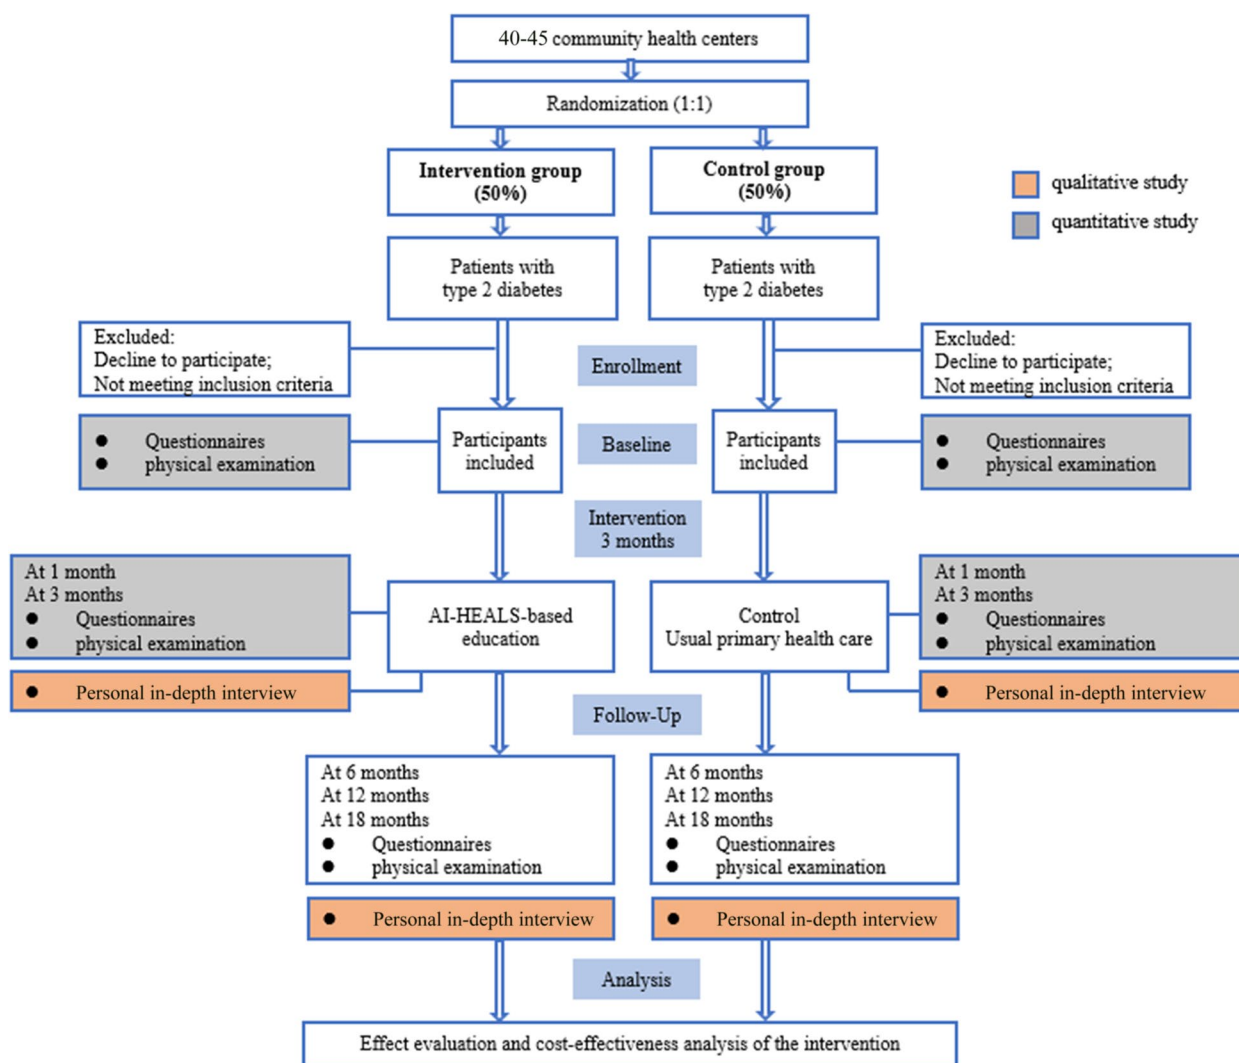 40-45 community health centers
Randomization (1:1)
Intervention group
(50%)
Control group
(50%)
qualitative study
quantitative study
Patients with
type 2 diabetes
Patients with
type 2 diabetes
Excluded:
Decline to participate;
Not meeting inclusion criteria
Enrollment
Excluded:
Decline to participate;
Not meeting inclusion criteria
● Questionnaires
● physical examination
Participants
included
Baseline
Participants
included
● Questionnaires
● physical examination
Intervention
3 months
At 1 month
At 3 months
● Questionnaires
● physical examination
AI-HEALS-based
education
Control
Usual primary health care
At 1 month
At 3 months
● Questionnaires
● physical examination
● Personal in-depth interview
● Personal in-depth interview
Follow-Up
At 6 months
At 12 months
At 18 months
● Questionnaires
● physical examination
At 6 months
At 12 months
At 18 months
● Questionnaires
● physical examination
● Personal in-depth interview
● Personal in-depth interview
Analysis
Effect evaluation and cost-effectiveness analysis of the intervention